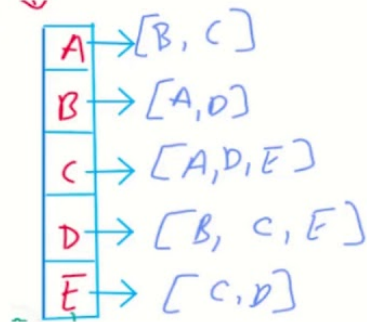 A → [B, C]
B → [A,D]
C → [A,D,E]
D → [B, C, E]
E → [C,D]